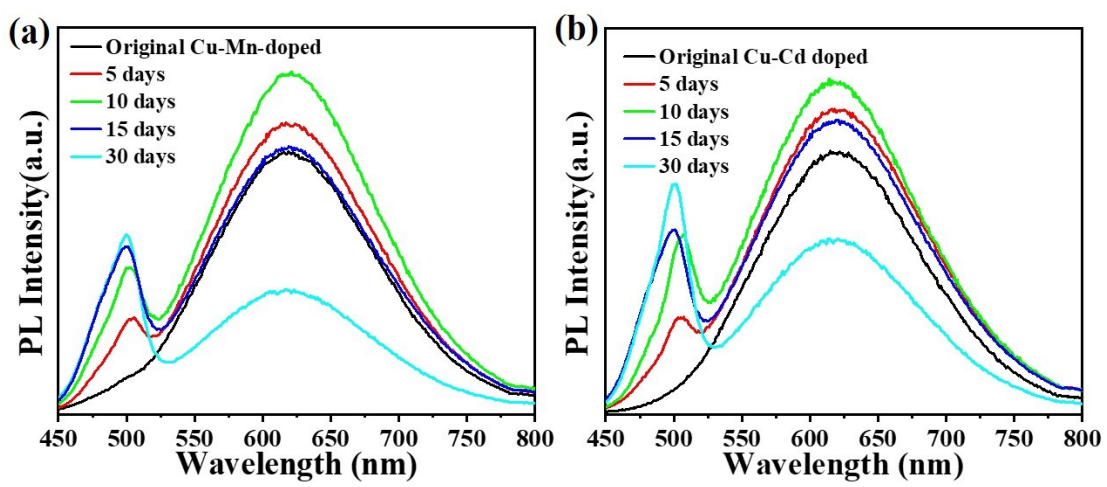 (a)
Original Cu-Mn-doped
5 days
10 days
15 days
30 days
PL Intensity(a.u.)
450 500 550 600 650 700 750 800
Wavelength (nm)
(b)
Original Cu-Cd doped
5 days
10 days
15 days
30 days
PL Intensity(a.u.)
450 500 550 600 650 700 750 800
Wavelength (nm)